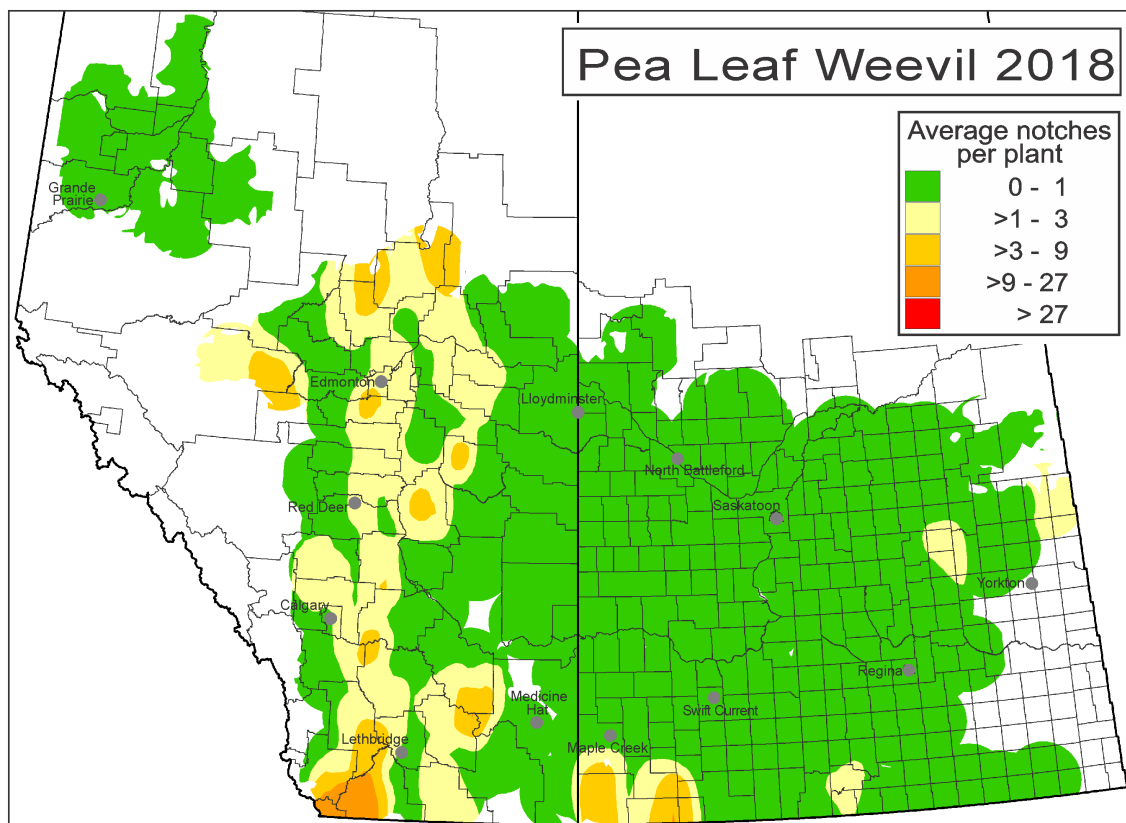 Pea Leaf Weevil 2018
Average notches
per plant
0 - 1
>1 - 3
>3 - 9
>9 - 27
> 27
Grande
Prairie
Edmonton
Lloydminster
North Battleford
Red Deer
Saskatoon
Yorkton
Calgary
Regina
Medicine
Hat
Swift Current
Lethbridge
Maple Creek